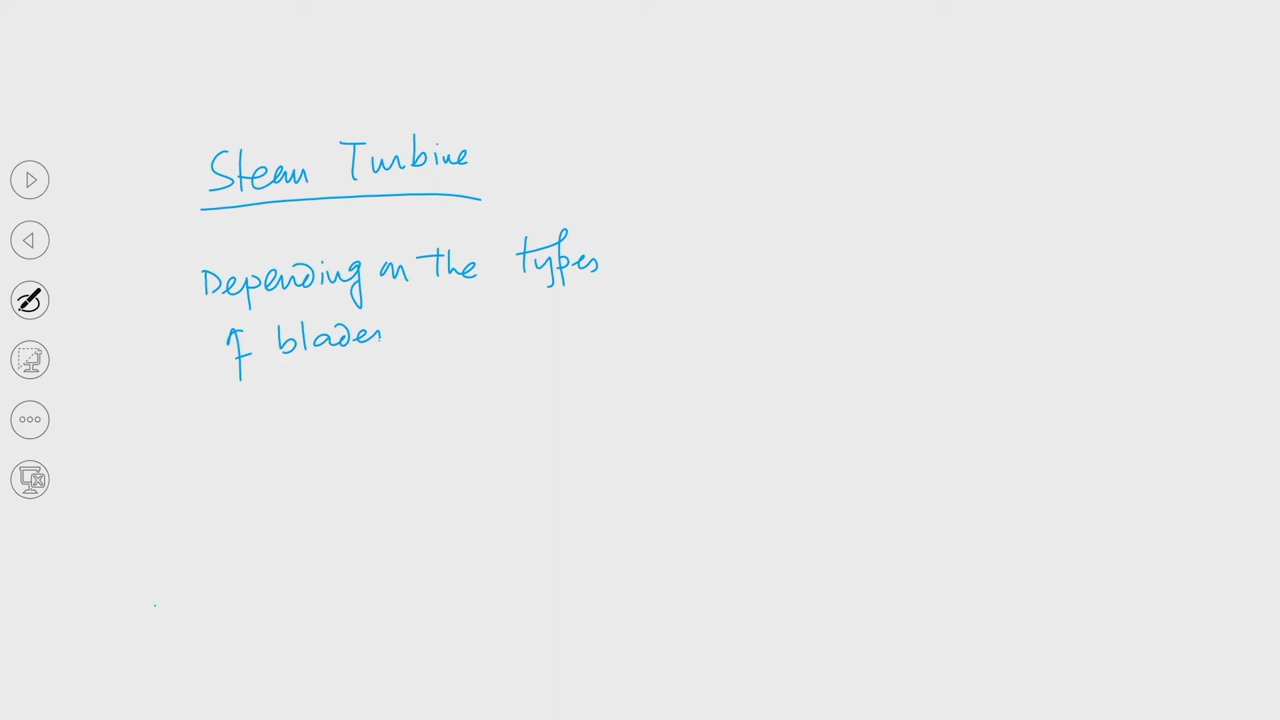 Steam Turbine
Depending on the types
of blades